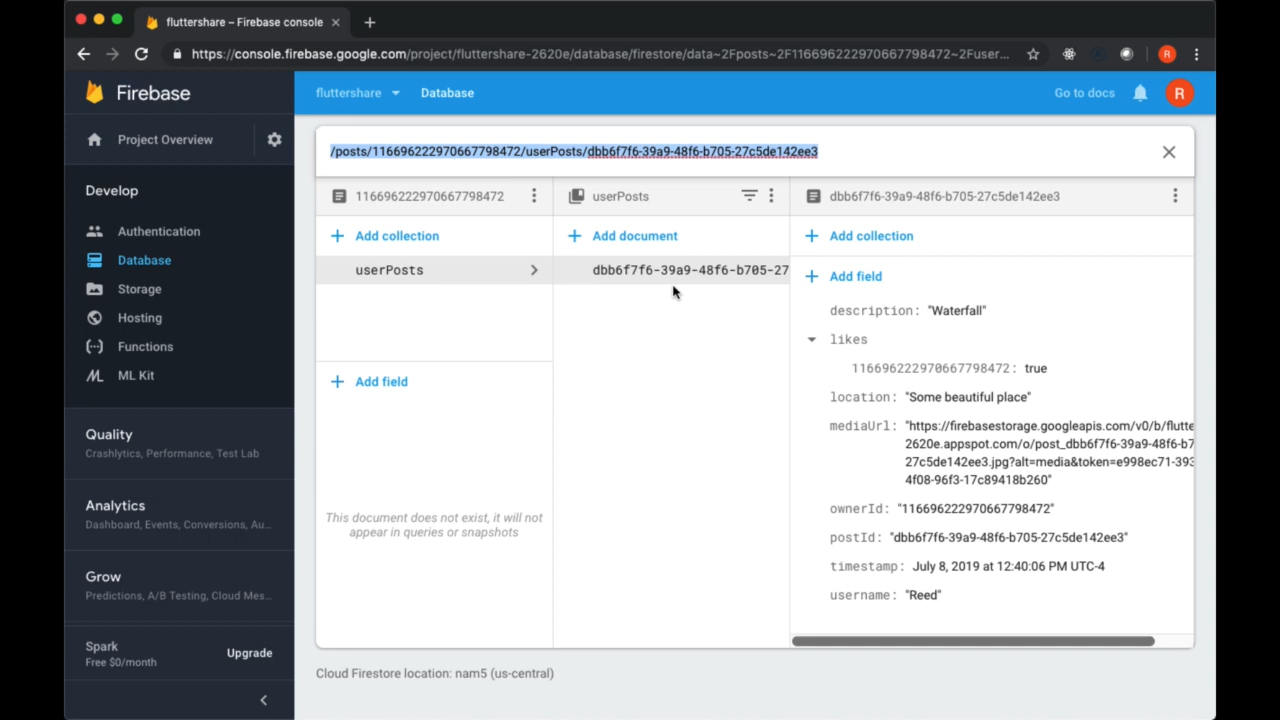 fluttershare – Firebase console
https://console.firebase.google.com/project/fluttershare-2620e/database/firestore/data~2Fposts~2F116696222970667798472~2Fuser...
R
Firebase
fluttershare
Database
Go to docs
R
Project Overview
/posts/116696222970667798472/userPosts/dbb6f7f6-39a9-48f6-b705-27c5de142ee3
Develop
Authentication
Database
Storage
Hosting
Functions
ML Kit
Quality
Crashlytics, Performance, Test Lab
Analytics
Dashboard, Events, Conversions, Au...
Grow
Predictions, A/B Testing, Cloud Mes...
Spark
Free $0/month
Upgrade
116696222970667798472
Add collection
userPosts
Add field
This document does not exist, it will not
appear in queries or snapshots
userPosts
Add document
dbb6f7f6-39a9-48f6-b705-27
dbb6f7f6-39a9-48f6-b705-27c5de142ee3
Add collection
Add field
description: "Waterfall"
likes
116696222970667798472: true
location: "Some beautiful place"
mediaUrl: "https://firebasestorage.googleapis.com/v0/b/flutte
2620e.appspot.com/o/post_dbb6f7f6-39a9-48f6-b7
27c5de142ee3.jpg?alt=media&token=e998ec71-393
4f08-96f3-17c89418b260"
ownerId: "116696222970667798472"
postId: "dbb6f7f6-39a9-48f6-b705-27c5de142ee3"
timestamp: July 8, 2019 at 12:40:06 PM UTC-4
username: "Reed"
Cloud Firestore location: nam5 (us-central)